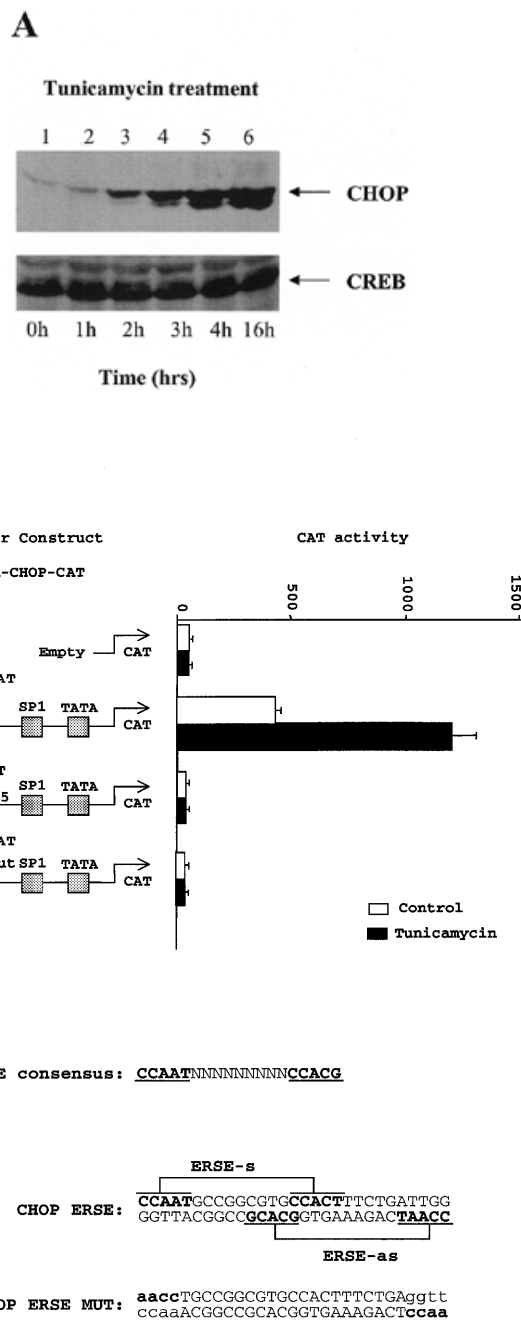 A
Tunicamycin treatment
1 2 3 4 5 6
CHOP
CREB
0h 1h 2h 3h 4h 16h
Time (hrs)
r Construct CAT activity
-CHOP-CAT
0 500 1000 1500
Empty CAT
AT
SP1 TATA CAT
T
5 SP1 TATA CAT
AT
ut SP1 TATA CAT
Control
Tunicamycin
E consensus: CCAATNNNNNNNNNCCACG
ERSE-s
CHOP ERSE: CCAATGCCGGCGTGCCACTTTCTGATTGG
GGTTACGGCCGCACGGTGAAAGACTAACC
ERSE-as
OP ERSE MUT: aaccTGCCGGCGTGCCACTTTCTGAggtt
ccaaACGGCCGCACGGTGAAAGACTccaa